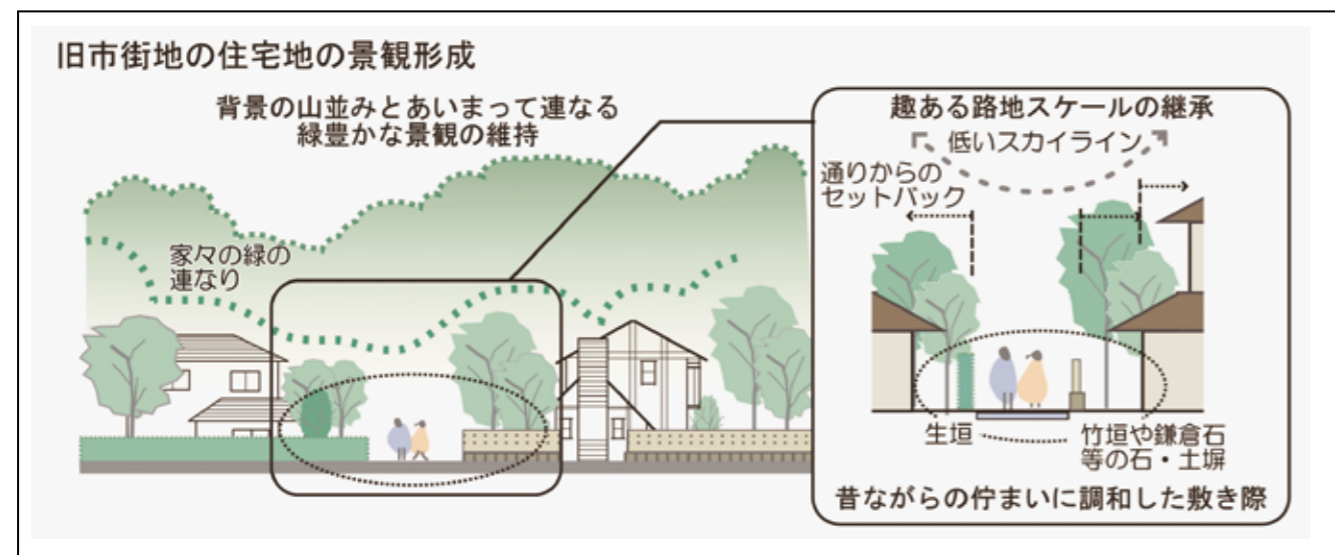 旧市街地の住宅地の景観形成
背景の山並みとあいまって連なる
緑豊かな景観の維持
家々の緑の
連なり
趣ある路地スケールの継承
低いスカイライン
通りからの
セットバック
生垣
竹垣や鎌倉石
等の石・土塀
昔ながらの佇まいに調和した敷き際